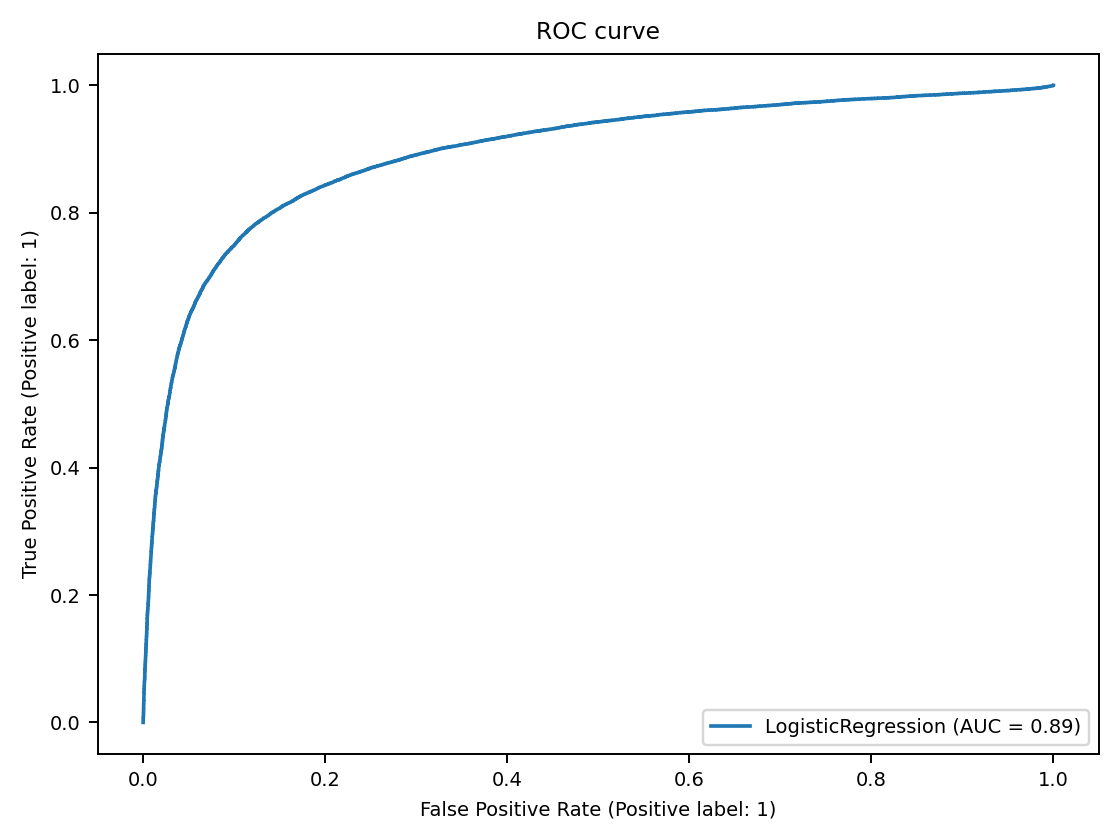 ROC curve
True Positive Rate (Positive label: 1)
1.0
0.8
0.6
0.4
0.2
0.0
LogisticRegression (AUC = 0.89)
0.0 0.2 0.4 0.6 0.8 1.0
False Positive Rate (Positive label: 1)